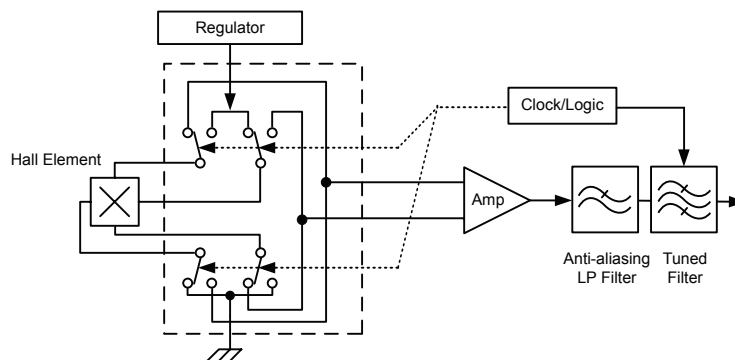 Regulator
Clock/Logic
Hall Element
Amp
Anti-aliasing
LP Filter
Tuned
Filter